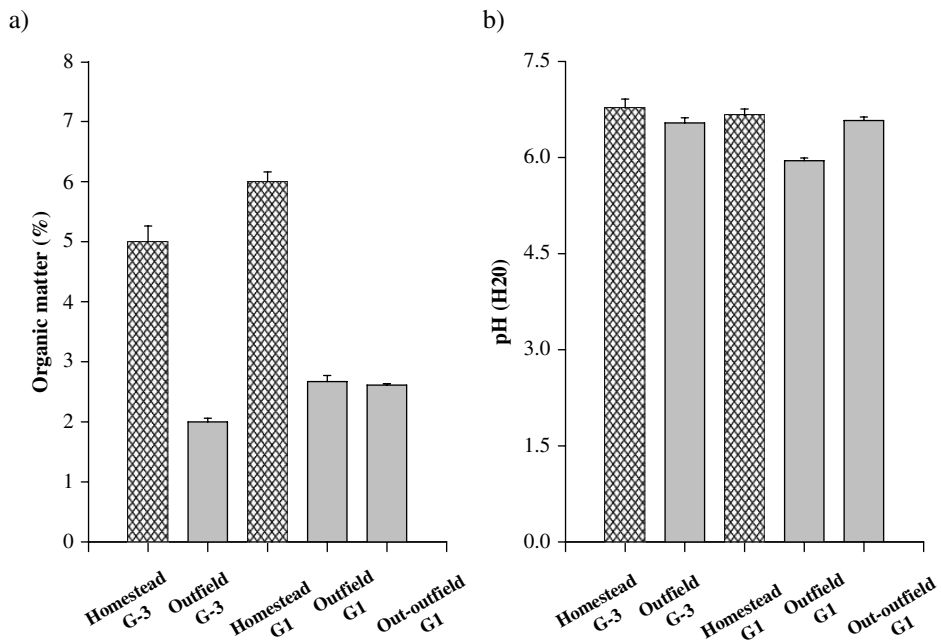 a)
8
7
6
5
4
3
2
1
0
Organic matter (%)
Homestead
G-3
Outfield
G-3
Homestead
G1
Outfield
G1
Out-outfield
G1
b)
7.5
6.0
4.5
3.0
1.5
0.0
pH (H20)
Homestead
G-3
Outfield
G-3
Homestead
G1
Outfield
G1
Out-outfield
G1